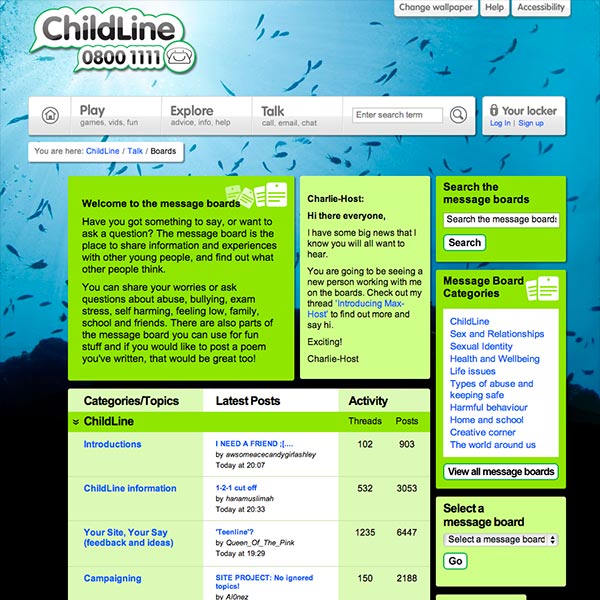 Change wallpaper
Help
Accessibility
ChildLine
0800 1111
Play
games, vids, fun
Explore
advice, info, help
Talk
call, email, chat
Enter search term
Your locker
Log In | Sign up
You are here: ChildLine / Talk / Boards
Welcome to the message boards
Have you got something to say, or want to
ask a question? The message board is the
place to share information and experiences
with other young people, and find out what
other people think.
You can share your worries or ask
questions about abuse, bullying, exam
stress, self harming, feeling low, family,
school and friends. There are also parts of
the message board you can use for fun
stuff and if you would like to post a poem
you've written, that would be great too!
Charlie-Host:
Hi there everyone,
I have some big news that I
know you will all want to
hear.
You are going to be seeing a
new person working with me
on the boards. Check out my
thread 'Introducing Max-
Host' to find out more and
say hi.
Exciting!
Charlie-Host
Search the
message boards
Search the message boards
Search
Message Board
Categories
ChildLine
Sex and Relationships
Sexual Identity
Health and Wellbeing
Life issues
Types of abuse and
keeping safe
Harmful behaviour
Home and school
Creative corner
The world around us
View all message boards
Select a
message board
Select a message board
Go
Categories/Topics Latest Posts Activity
ChildLine Threads Posts
Introductions
I NEED A FRIEND ;[....
by awsomeacecandygirlashley
Today at 20:07
102 903
ChildLine information
1-2-1 cut off
by hanamuslimah
Today at 20:33
532 3053
Your Site, Your Say
(feedback and ideas)
'Teenline'?
by Queen_Of_The_Pink
Today at 19:29
1235 6447
Campaigning
SITE PROJECT: No ignored
topics!
by Al0nez
150 2188